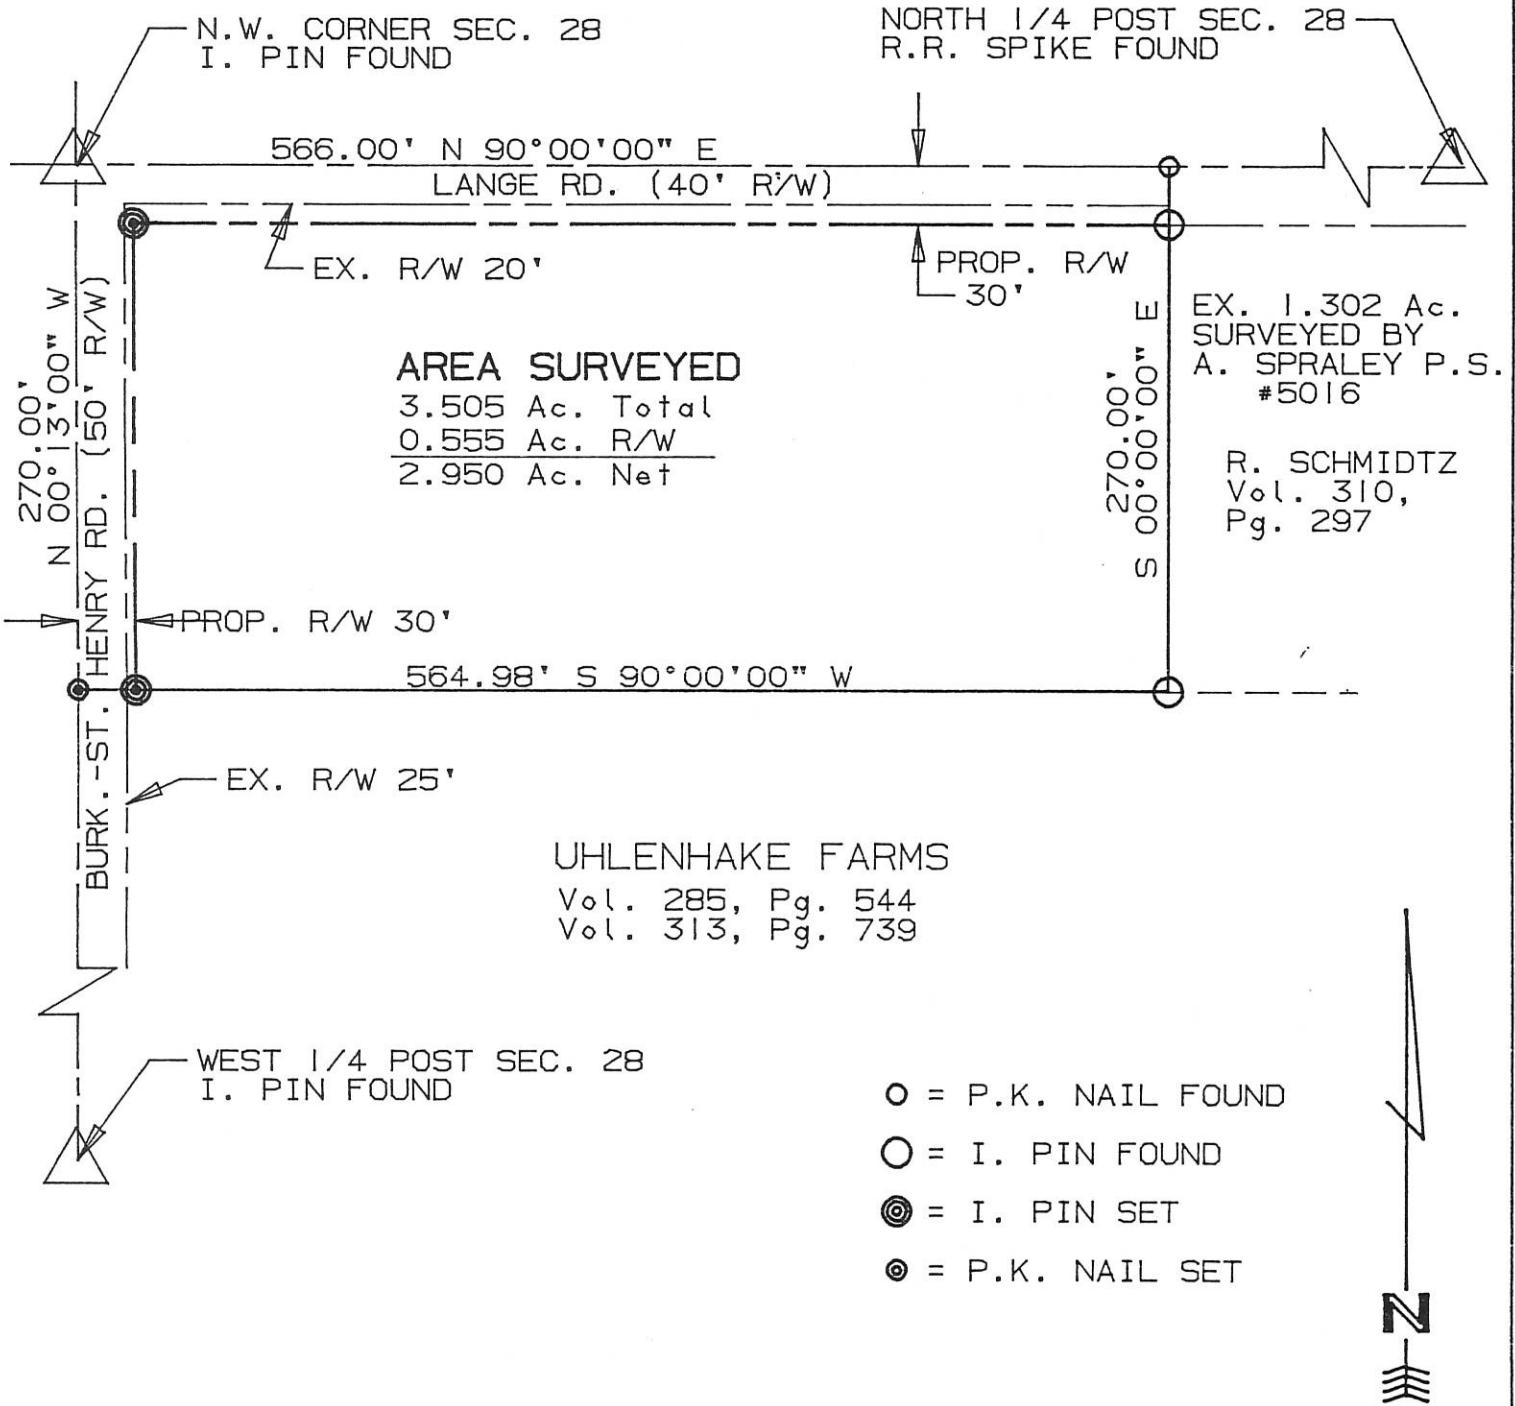 N.W. CORNER SEC. 28
I. PIN FOUND
NORTH 1/4 POST SEC. 28
R.R. SPIKE FOUND
566.00' N 90°00'00" E
LANGE RD. (40' R/W)
EX. R/W 20'
PROP. R/W
30'
270.00'
N 00°13'00" W
BURK.-ST. HENRY RD. (50' R/W)
AREA SURVEYED
3.505 Ac. Total
0.555 Ac. R/W
2.950 Ac. Net
270.00'
S 00°00'00" E
EX. 1.302 Ac.
SURVEYED BY
A. SPRALEY P.S.
#5016
R. SCHMIDTZ
Vol. 310,
Pg. 297
PROP. R/W 30'
564.98' S 90°00'00" W
EX. R/W 25'
UHLENHAKE FARMS
Vol. 285, Pg. 544
Vol. 313, Pg. 739
WEST 1/4 POST SEC. 28
I. PIN FOUND
= P.K. NAIL FOUND
= I. PIN FOUND
= I. PIN SET
= P.K. NAIL SET
N